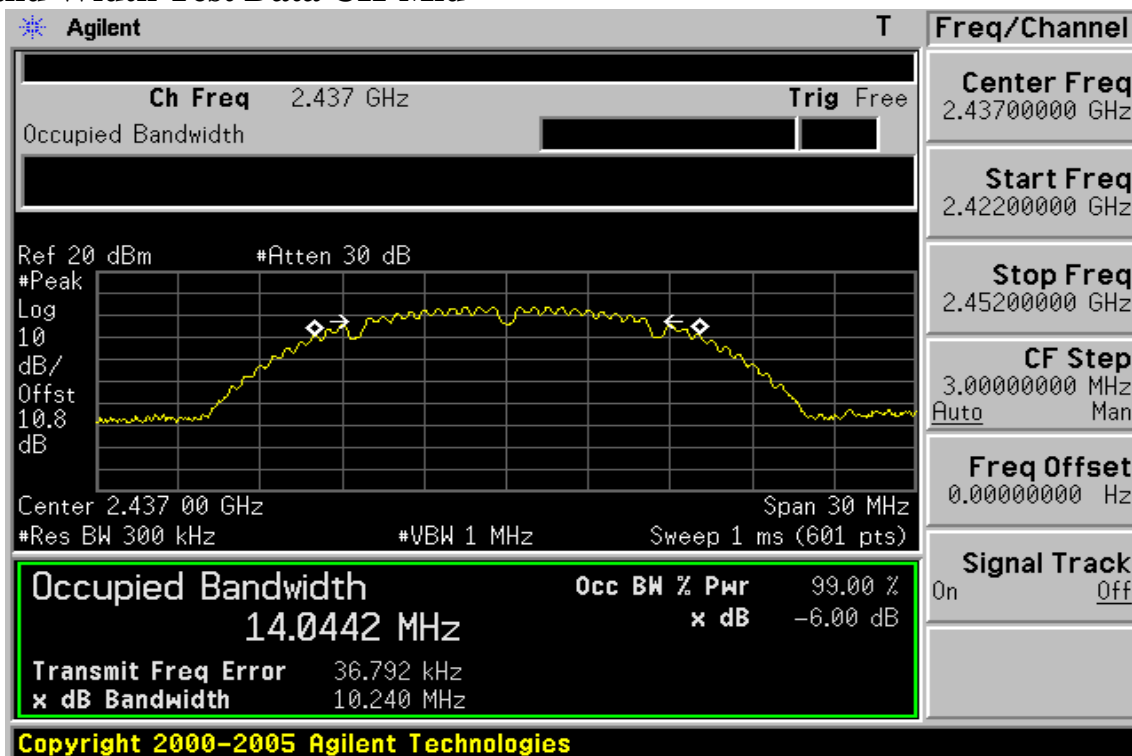 Agilent T
Freq/Channel
Ch Freq 2.437 GHz Trig Free
Occupied Bandwidth
Center Freq
2.43700000 GHz
Start Freq
2.42200000 GHz
Stop Freq
2.45200000 GHz
CF Step
3.00000000 MHz
Auto Man
Freq Offset
0.00000000 Hz
Signal Track
On Off
Ref 20 dBm #Atten 30 dB
#Peak
Log
10
dB/
Offst
10.8
dB
Center 2.437 00 GHz Span 30 MHz
#Res BW 300 kHz #VBW 1 MHz Sweep 1 ms (601 pts)
Occupied Bandwidth Occ BW % Pwr 99.00 %
14.0442 MHz x dB -6.00 dB
Transmit Freq Error 36.792 kHz
x dB Bandwidth 10.240 MHz
Copyright 2000-2005 Agilent Technologies